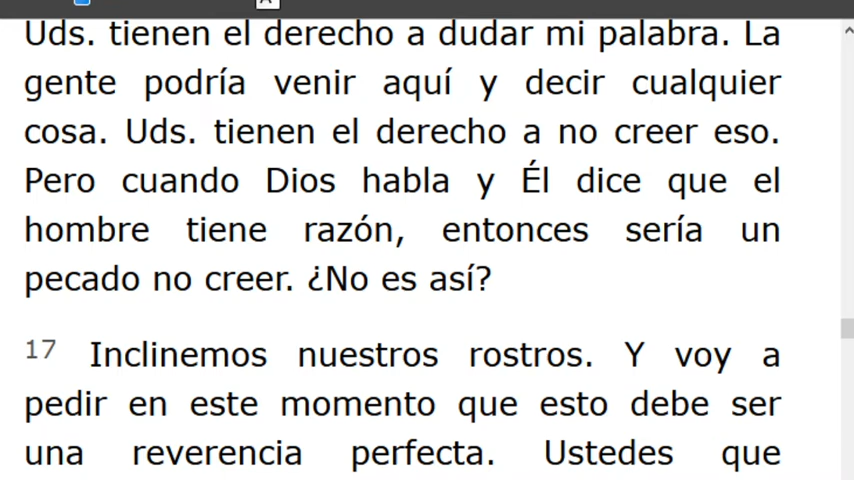 Uds. tienen el derecho a dudar mi palabra. La
gente podría venir aquí y decir cualquier
cosa. Uds. tienen el derecho a no creer eso.
Pero cuando Dios habla y Él dice que el
hombre tiene razón, entonces sería un
pecado no creer. ¿No es así?
17 Inclinemos nuestros rostros. Y voy a
pedir en este momento que esto debe ser
una reverencia perfecta. Ustedes que